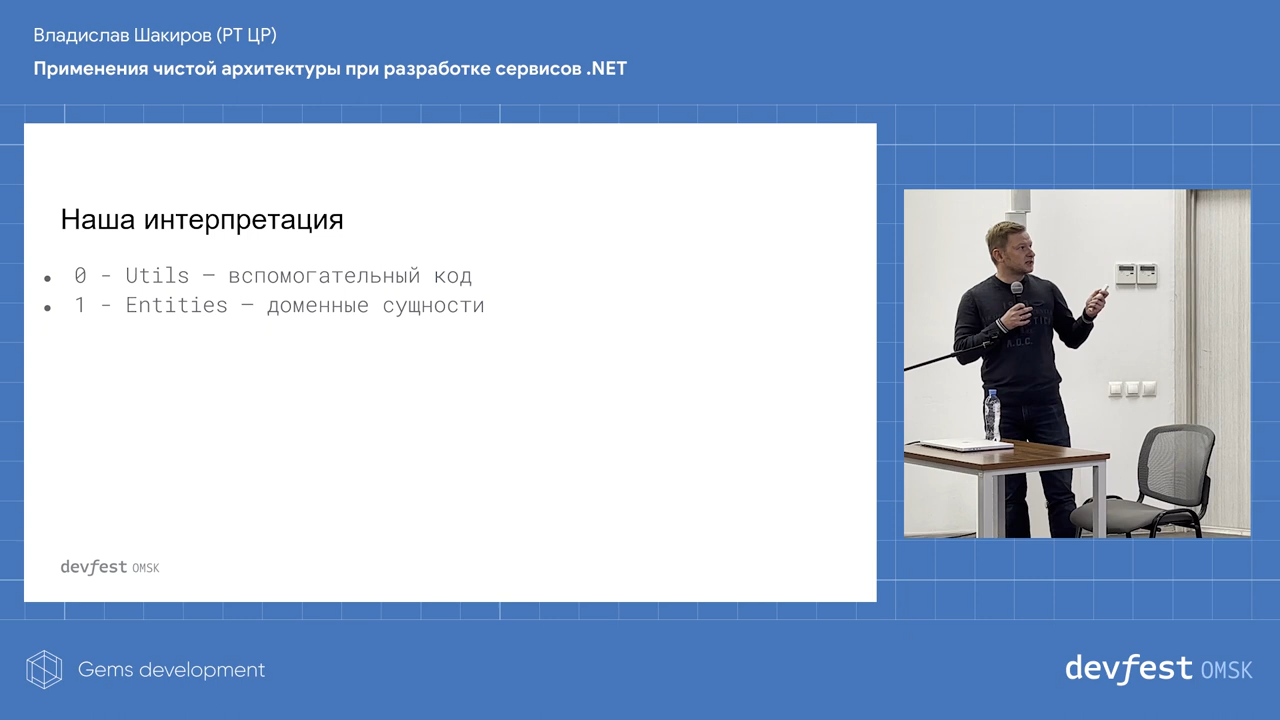 Владислав Шакиров (РТ ЦР)
Применения чистой архитектуры при разработке сервисов .NET
Наша интерпретация
0 - Utils — вспомогательный код
1 - Entities — доменные сущности
devfest OMSK
Gems development
devfest OMSK